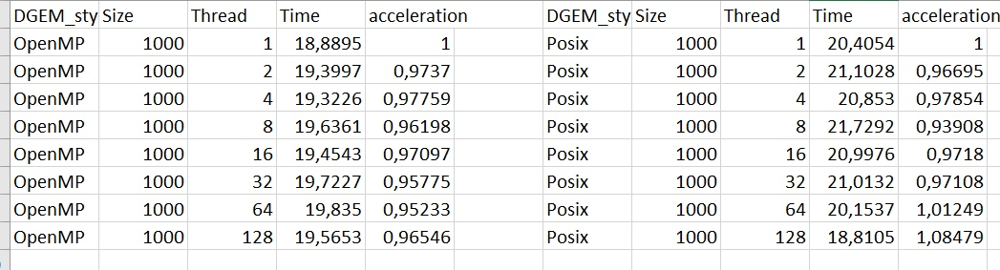 DGEM_sty Size Thread Time acceleration DGEM_sty Size Thread Time acceleration
OpenMP 1000 1 18,8895 1 Posix 1000 1 20,4054 1
OpenMP 1000 2 19,3997 0,9737 Posix 1000 2 21,1028 0,96695
OpenMP 1000 4 19,3226 0,97759 Posix 1000 4 20,853 0,97854
OpenMP 1000 8 19,6361 0,96198 Posix 1000 8 21,7292 0,93908
OpenMP 1000 16 19,4543 0,97097 Posix 1000 16 20,9976 0,9718
OpenMP 1000 32 19,7227 0,95775 Posix 1000 32 21,0132 0,97108
OpenMP 1000 64 19,835 0,95233 Posix 1000 64 20,1537 1,01249
OpenMP 1000 128 19,5653 0,96546 Posix 1000 128 18,8105 1,08479